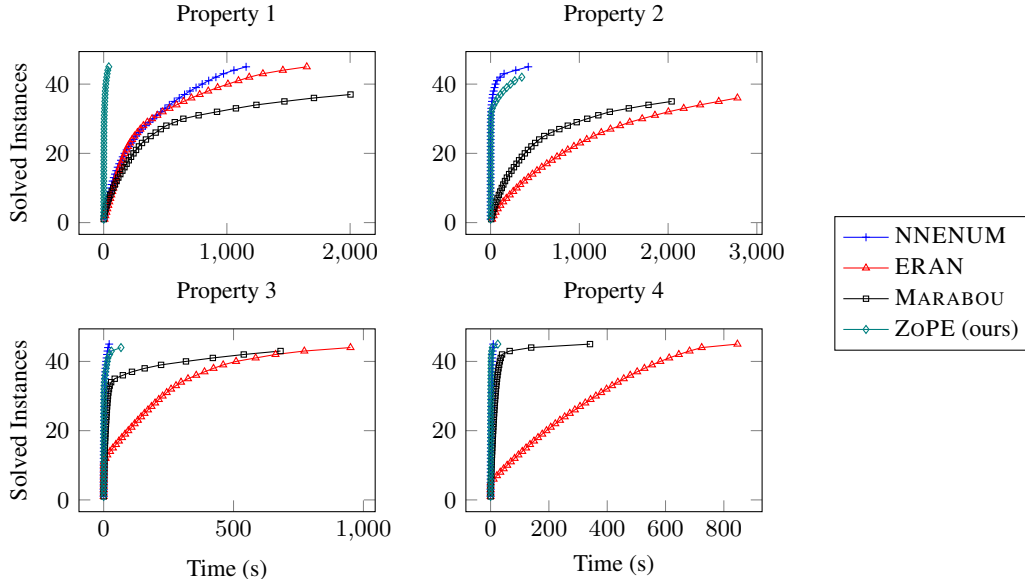 Property 1
Property 2
Solved Instances
40
20
0
0
1,000
2,000
40
20
0
0
1,000
2,000
3,000
Property 3
Property 4
Solved Instances
40
20
0
0
500
1,000
Time (s)
40
20
0
0
200
400
600
800
Time (s)
NNENUM
ERAN
MARABOU
ZOPE (ours)